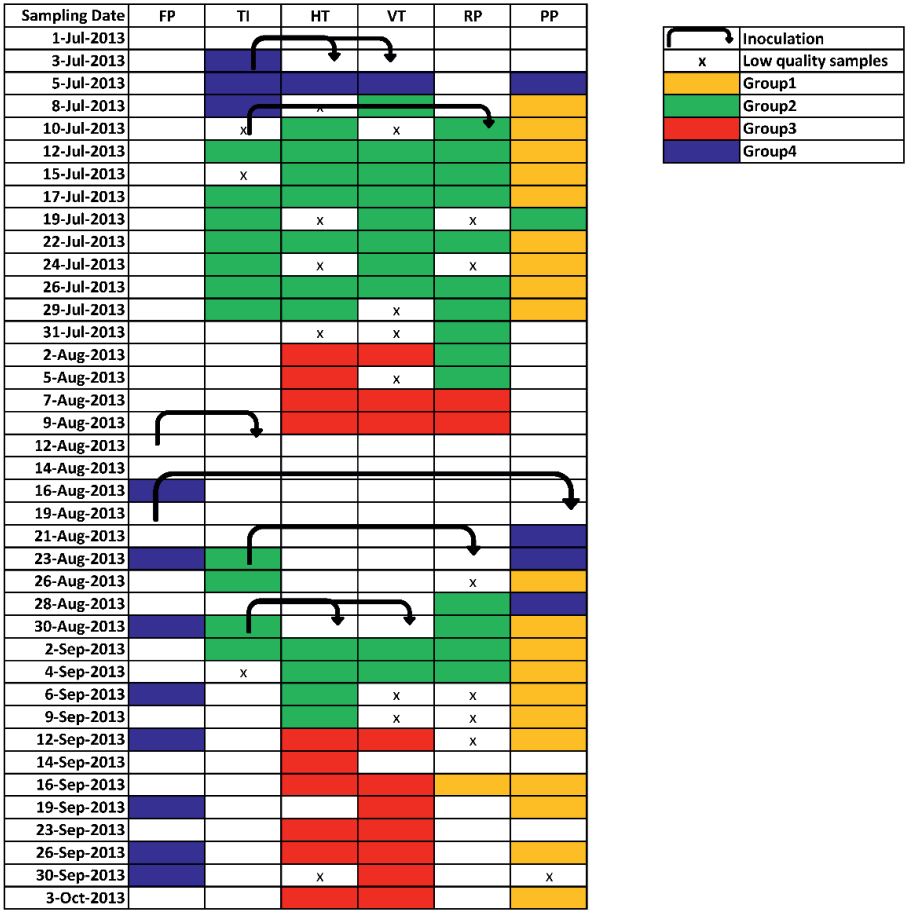 Sampling Date FP TI HT VT RP PP
1-Jul-2013
3-Jul-2013
5-Jul-2013
8-Jul-2013 x
10-Jul-2013 x x
12-Jul-2013
15-Jul-2013 x
17-Jul-2013
19-Jul-2013 x x
22-Jul-2013
24-Jul-2013 x x
26-Jul-2013
29-Jul-2013 x
31-Jul-2013 x x
2-Aug-2013
5-Aug-2013 x
7-Aug-2013
9-Aug-2013
12-Aug-2013
14-Aug-2013
16-Aug-2013
19-Aug-2013
21-Aug-2013
23-Aug-2013
26-Aug-2013 x
28-Aug-2013
30-Aug-2013
2-Sep-2013
4-Sep-2013 x
6-Sep-2013 x x
9-Sep-2013 x x
12-Sep-2013 x
14-Sep-2013
16-Sep-2013
19-Sep-2013
23-Sep-2013
26-Sep-2013
30-Sep-2013 x x
3-Oct-2013
Inoculation
x Low quality samples
Group1
Group2
Group3
Group4